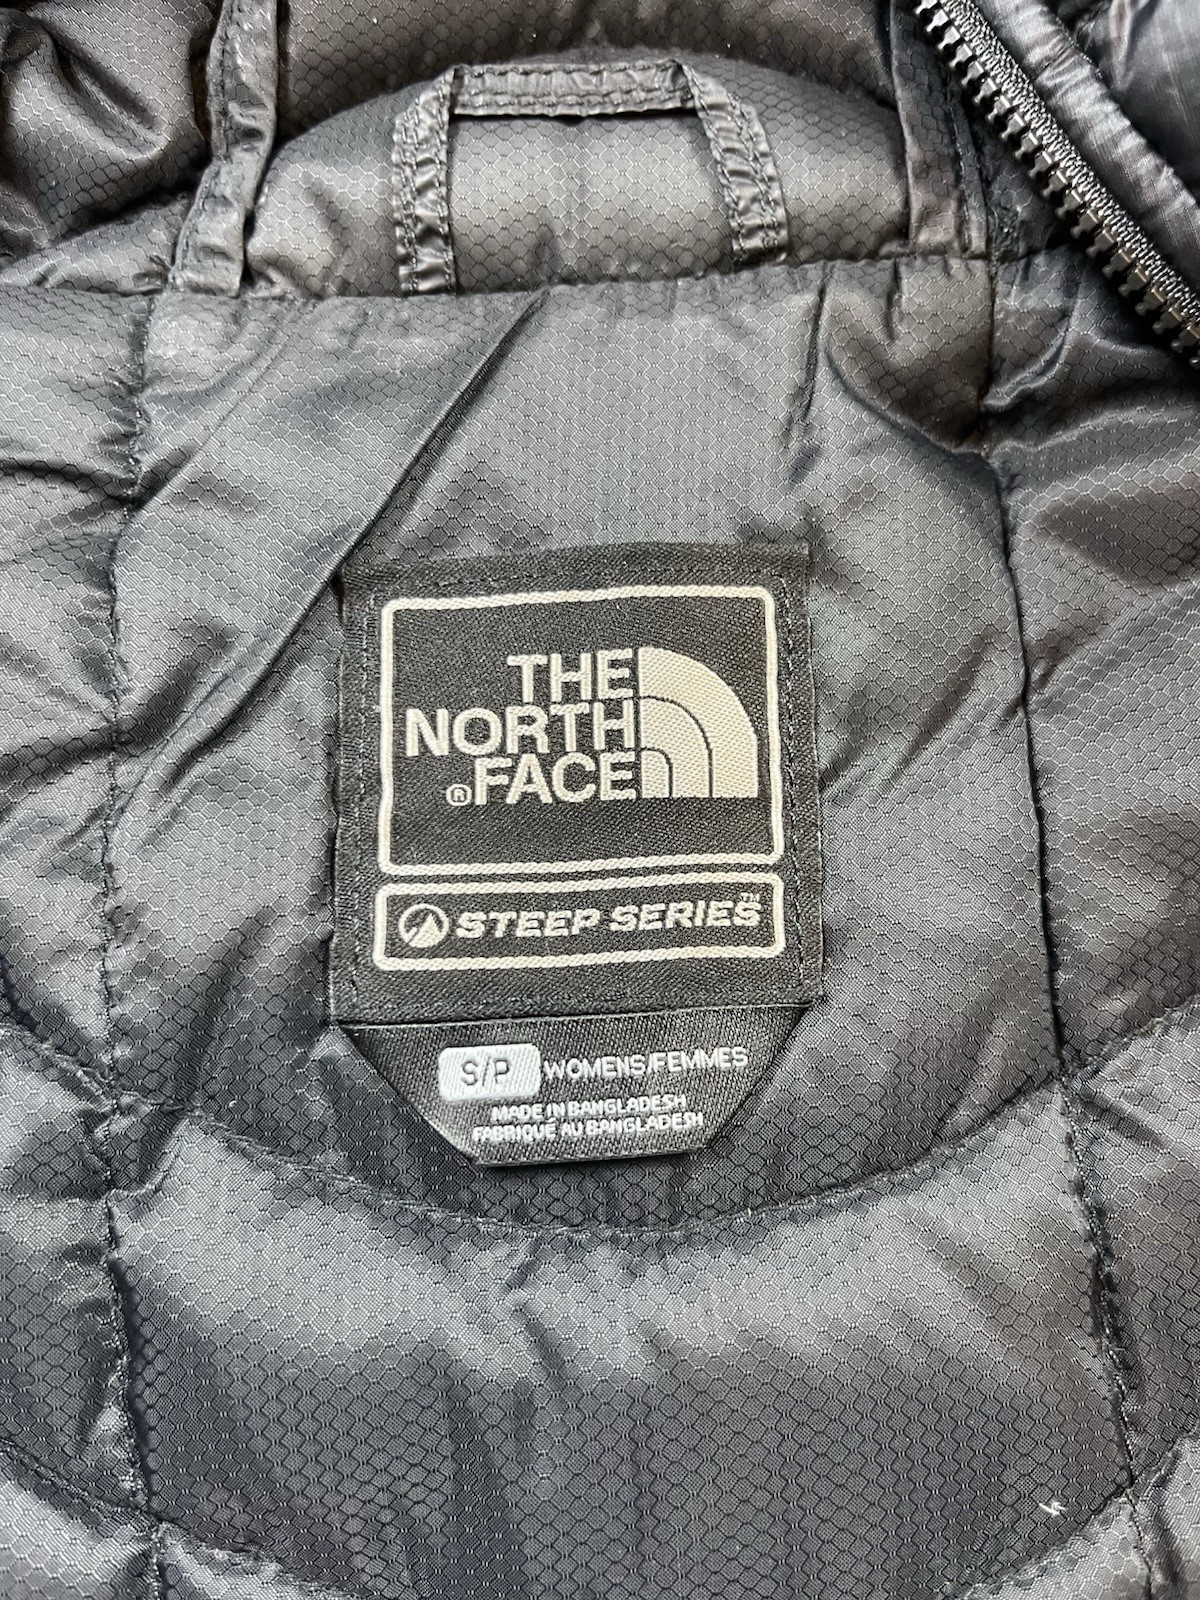 THE
NORTH
®FACE
STEEP SERIES™
S/P WOMENS/FEMMES
MADE IN BANGLADESH
FABRIQUÉ AU BANGLADESH